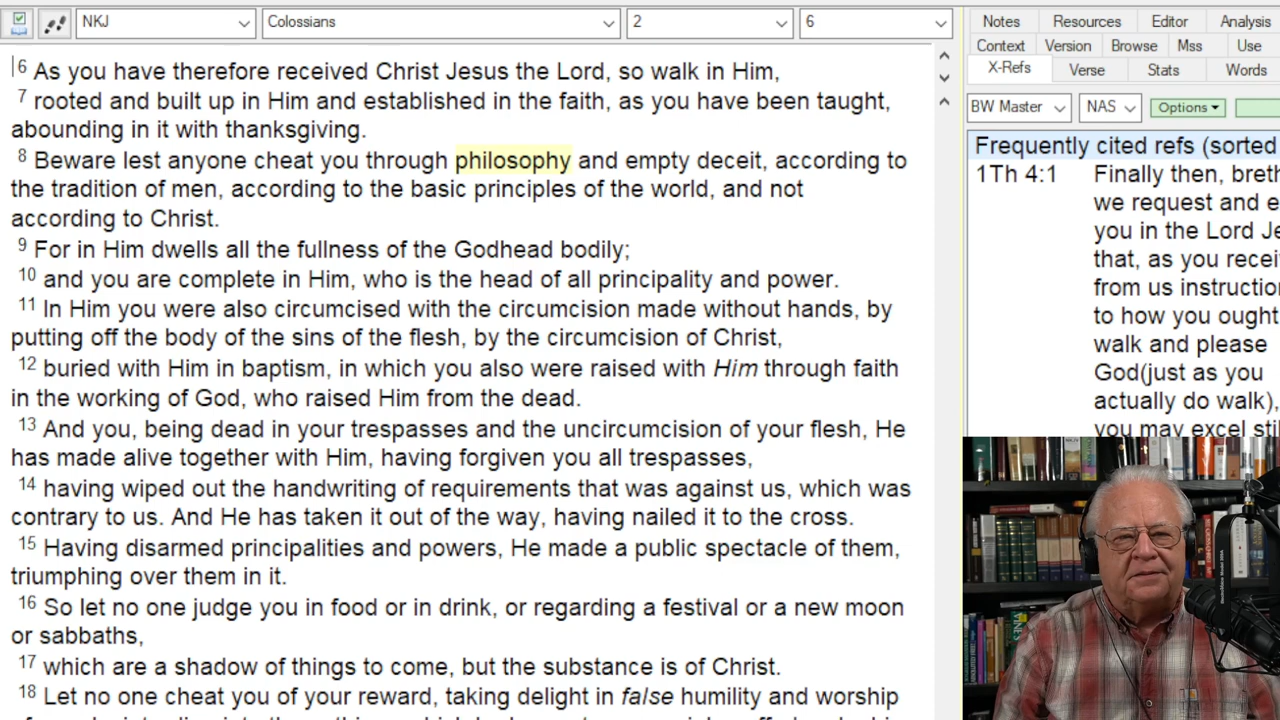 NKJ
Colossians
2
6
6 As you have therefore received Christ Jesus the Lord, so walk in Him,
7 rooted and built up in Him and established in the faith, as you have been taught,
abounding in it with thanksgiving.
8 Beware lest anyone cheat you through philosophy and empty deceit, according to
the tradition of men, according to the basic principles of the world, and not
according to Christ.
9 For in Him dwells all the fullness of the Godhead bodily;
10 and you are complete in Him, who is the head of all principality and power.
11 In Him you were also circumcised with the circumcision made without hands, by
putting off the body of the sins of the flesh, by the circumcision of Christ,
12 buried with Him in baptism, in which you also were raised with Him through faith
in the working of God, who raised Him from the dead.
13 And you, being dead in your trespasses and the uncircumcision of your flesh, He
has made alive together with Him, having forgiven you all trespasses,
14 having wiped out the handwriting of requirements that was against us, which was
contrary to us. And He has taken it out of the way, having nailed it to the cross.
15 Having disarmed principalities and powers, He made a public spectacle of them,
triumphing over them in it.
16 So let no one judge you in food or in drink, or regarding a festival or a new moon
or sabbaths,
17 which are a shadow of things to come, but the substance is of Christ.
18 Let no one cheat you of your reward, taking delight in false humility and worship
Notes Resources Editor Analysis
Context Version Browse Mss Use
X-Refs Verse Stats Words
BW Master NAS Options
Frequently cited refs (sorted
1Th 4:1 Finally then, breth
we request and e
you in the Lord Je
that, as you recei
from us instructio
to how you ought
walk and please
God(just as you
actually do walk),
you may excel sti
VINE'S